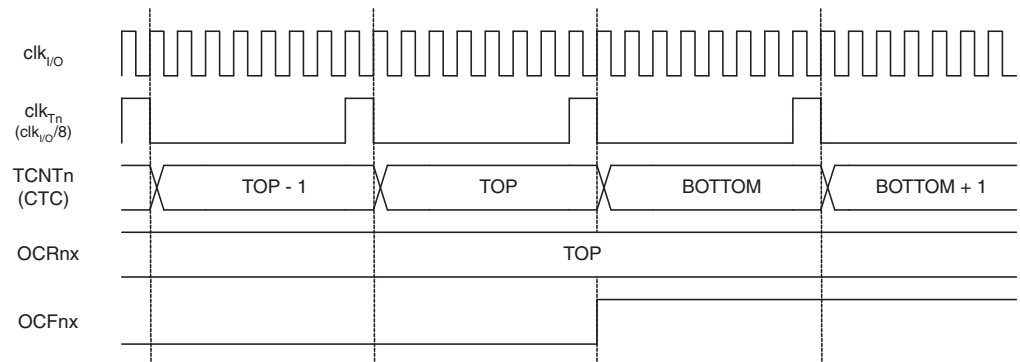 clkI/O
clkTn
(clkI/O/8)
TCNTn
(CTC)
TOP - 1
TOP
BOTTOM
BOTTOM + 1
OCRnx
TOP
OCFnx